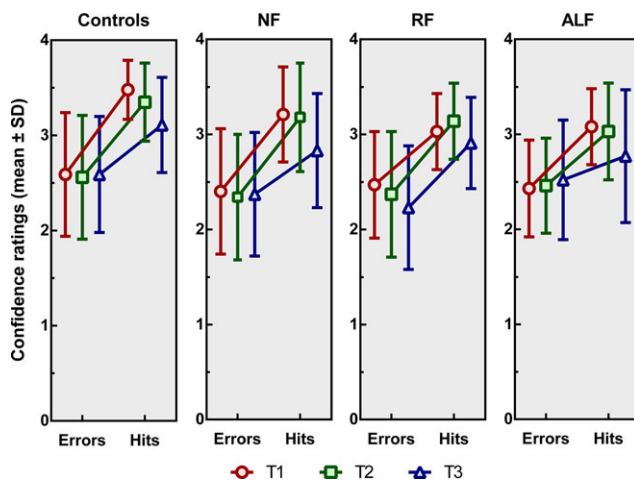 Controls NF RF ALF
Confidence ratings (mean ± SD)
4 4 4 4
3 3 3 3
2 2 2 2
1 1 1 1
0 0 0 0
Errors Hits Errors Hits Errors Hits Errors Hits
T1 T2 T3